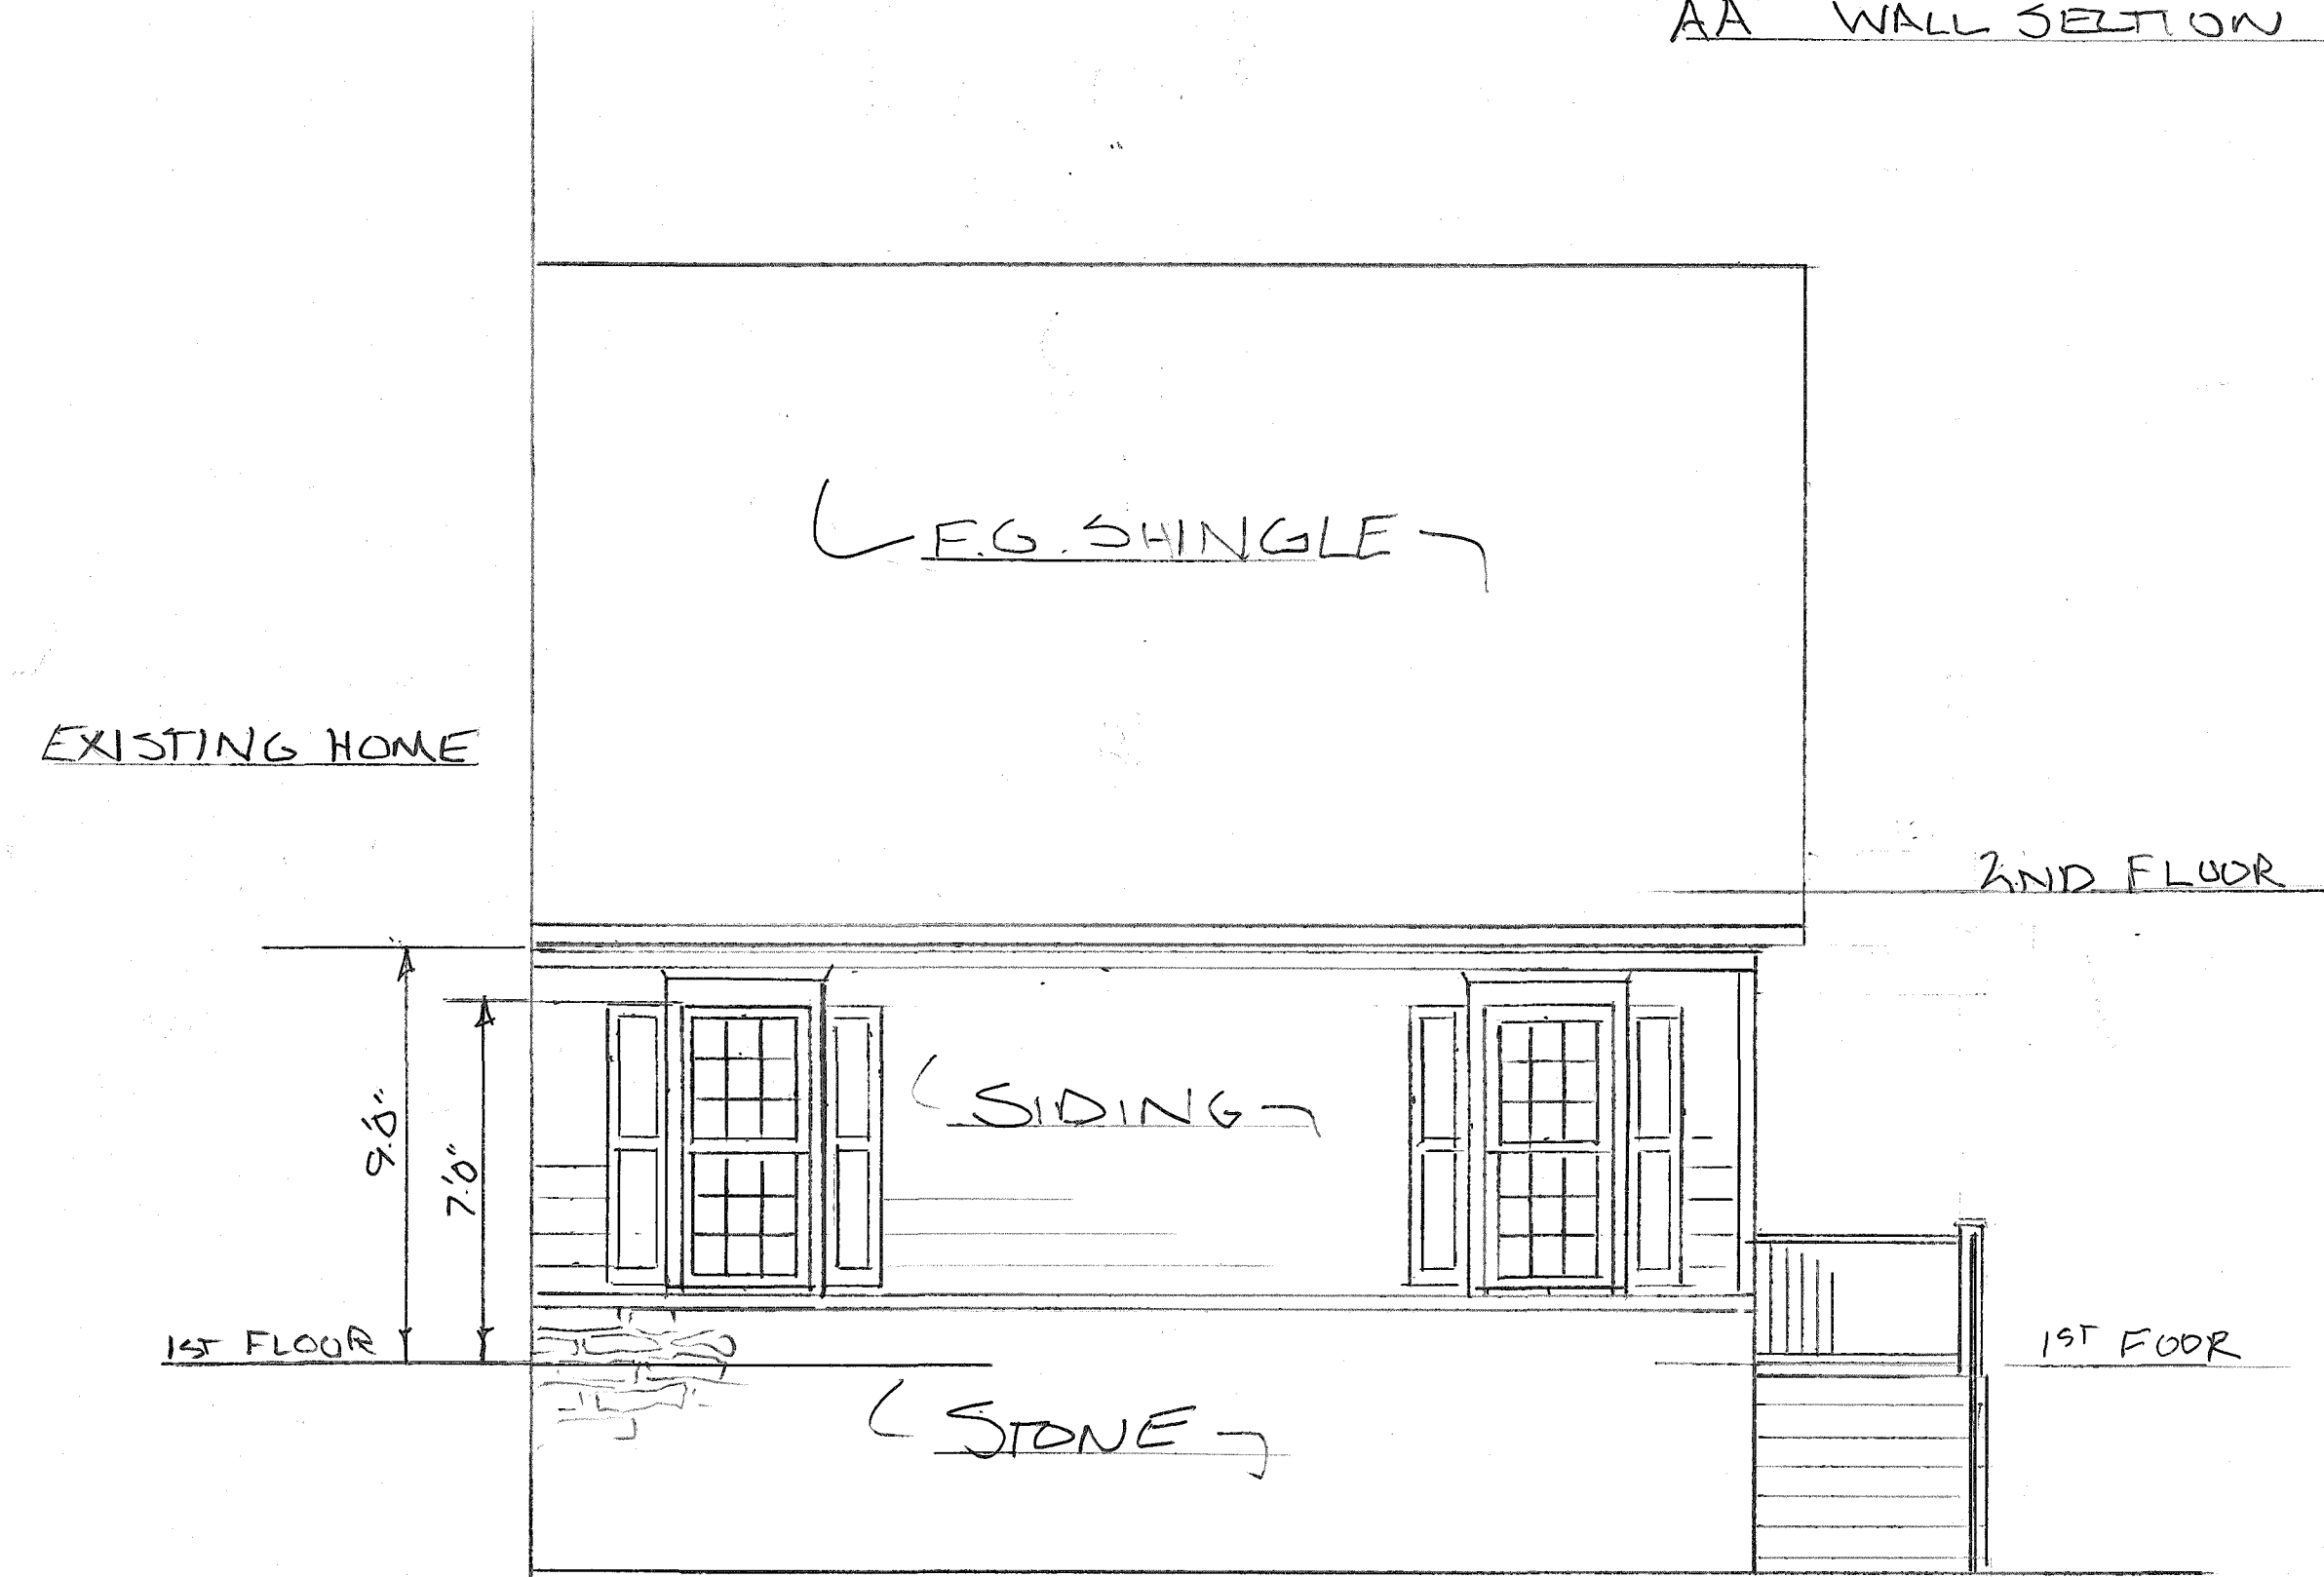 AA WALL SECTION
F.G. SHINGLE
EXISTING HOME
2ND FLOOR
9'.0"
7'.0"
SIDING
1ST FLOOR
1ST FOOR
STONE